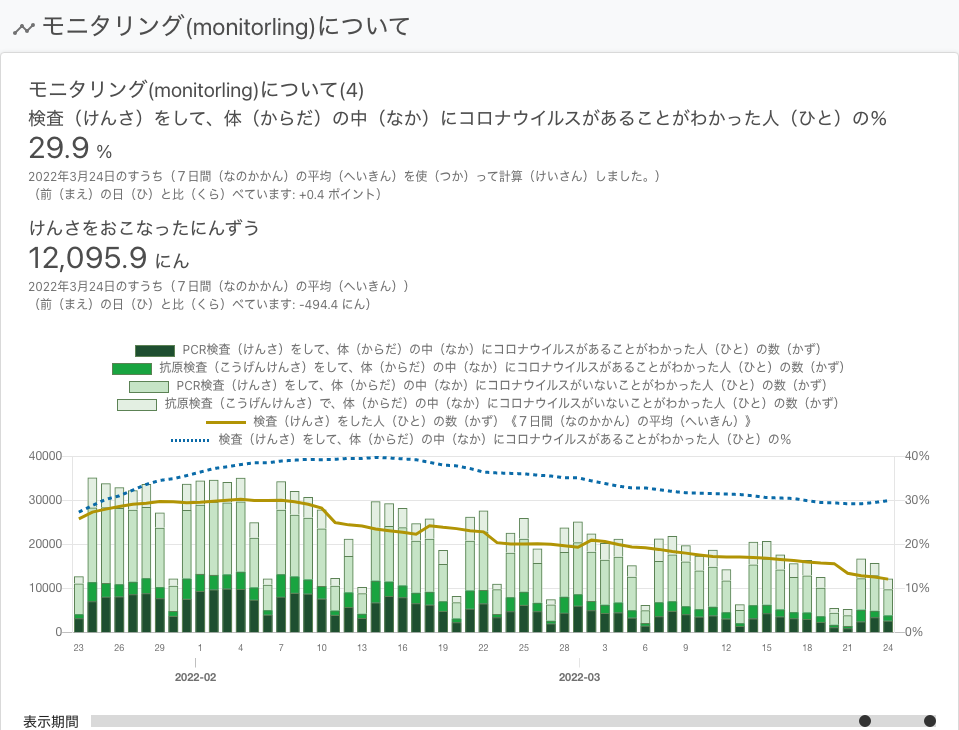 モニタリング(monitorling)について
モニタリング(monitorling)について(4)
検査（けんさ）をして、体（からだ）の中（なか）にコロナウイルスがあることがわかった人（ひと）の%
29.9 %
2022年3月24日のすうち（７日間（なのかかん）の平均（へいきん）を使（つか）って計算（けいさん）しました。）
（前（まえ）の日（ひ）と比（くら）べています: +0.4 ポイント）
けんさをおこなったにんずう
12,095.9 にん
2022年3月24日のすうち（７日間（なのかかん）の平均（へいきん））
（前（まえ）の日（ひ）と比（くら）べています: -494.4 にん）
PCR検査（けんさ）をして、体（からだ）の中（なか）にコロナウイルスがあることがわかった人（ひと）の数（かず）
抗原検査（こうげんけんさ）をして、体（からだ）の中（なか）にコロナウイルスがあることがわかった人（ひと）の数（かず）
PCR検査（けんさ）をして、体（からだ）の中（なか）にコロナウイルスがいないことがわかった人（ひと）の数（かず）
抗原検査（こうげんけんさ）で、体（からだ）の中（なか）にコロナウイルスがいないことがわかった人（ひと）の数（かず）
検査（けんさ）をした人（ひと）の数（かず）《７日間（なのかかん）の平均（へいきん）》
検査（けんさ）をして、体（からだ）の中（なか）にコロナウイルスがあることがわかった人（ひと）の%
40000 40%
30000 30%
20000 20%
10000 10%
0 0%
23 26 29 1 4 7 10 13 16 19 22 25 28 3 6 9 12 15 18 21 24
2022-02 2022-03
表示期間